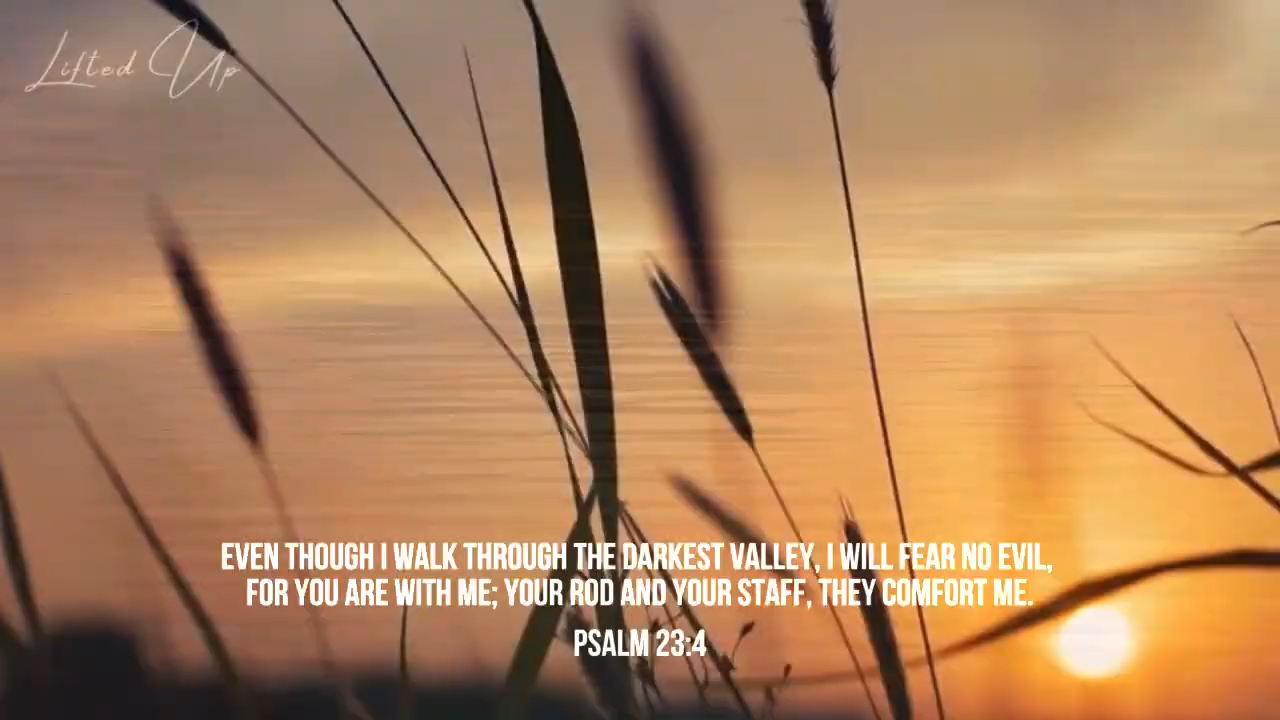 Lifted Up
EVEN THOUGH I WALK THROUGH THE DARKEST VALLEY, I WILL FEAR NO EVIL,
FOR YOU ARE WITH ME; YOUR ROD AND YOUR STAFF, THEY COMFORT ME.
PSALM 23:4